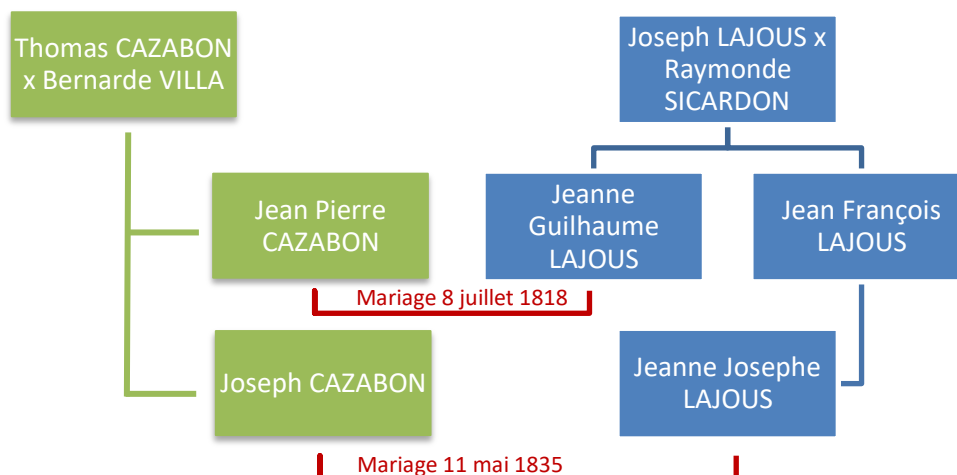 Thomas CAZABON
x Bernarde VILLA
Joseph LAJOUS x
Raymonde
SICARDON
Jean Pierre
CAZABON
Jeanne
Guilhaume
LAJOUS
Jean François
LAJOUS
Mariage 8 juillet 1818
Joseph CAZABON
Jeanne Josephe
LAJOUS
Mariage 11 mai 1835